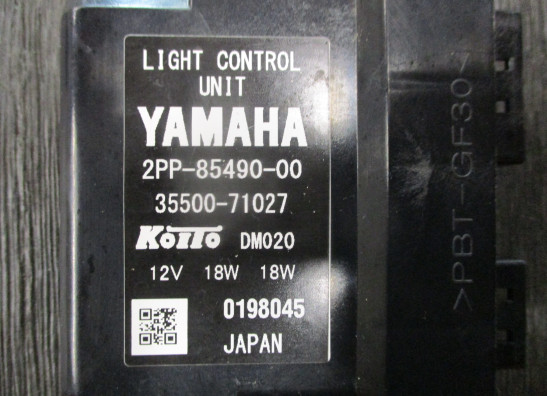 LIGHT CONTROL
UNIT
YAMAHA
2PP-85490-00
35500-71027
KOITO DM020
12V 18W 18W
0198045
JAPAN
>PBT-GF30<